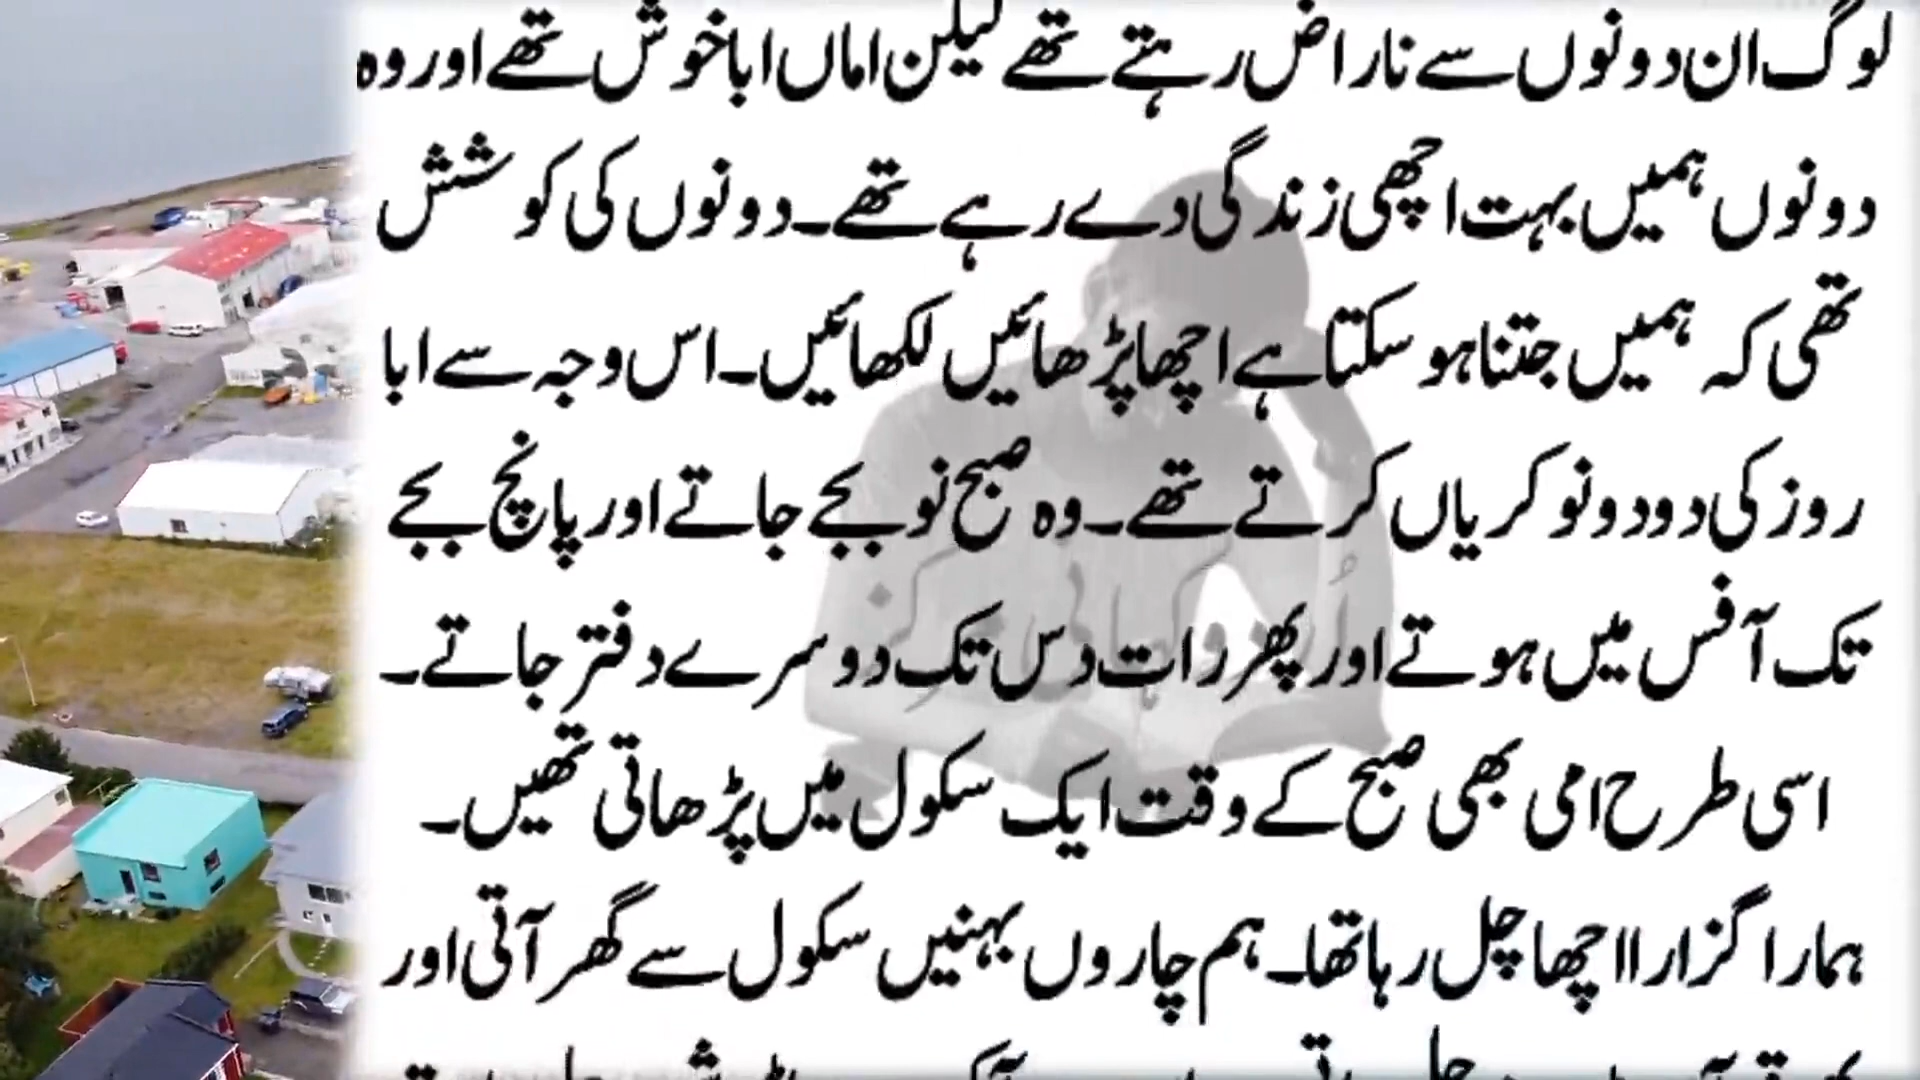 لوگ ان دونوں سے ناراض رہتے تھے لیکن اماں ابا خوش تھے اور وہ
دونوں ہمیں بہت اچھی زندگی دے رہے تھے۔ دونوں کی کوشش
تھی کہ ہمیں جتنا ہو سکتا ہے اچھا پڑھائیں لکھائیں۔ اس وجہ سے ابا
روز کی دو دو نوکریاں کرتے تھے۔ وہ صبح نو بجے جاتے اور پانچ بجے
تک آفس میں ہوتے اور پھر رات دس تک دوسرے دفتر جاتے۔
اسی طرح امی بھی صبح کے وقت ایک سکول میں پڑھاتی تھیں۔
ہمارا گزارا اچھا چل رہا تھا۔ ہم چاروں بہنیں سکول سے گھر آتی اور